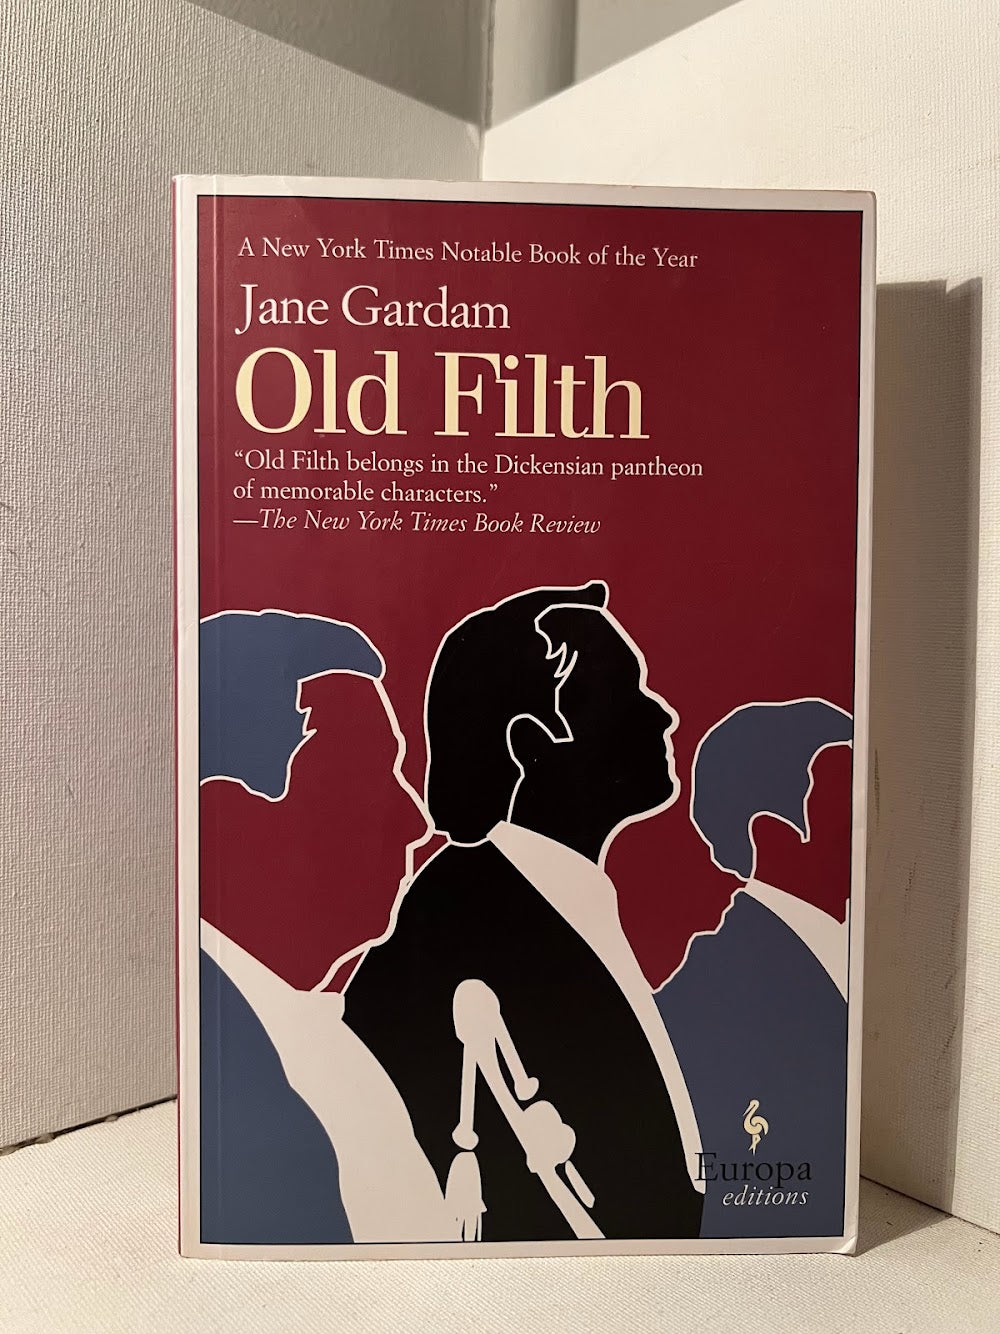 A New York Times Notable Book of the Year
Jane Gardam
Old Filth
“Old Filth belongs in the Dickensian pantheon
of memorable characters.”
—The New York Times Book Review
Europa
editions